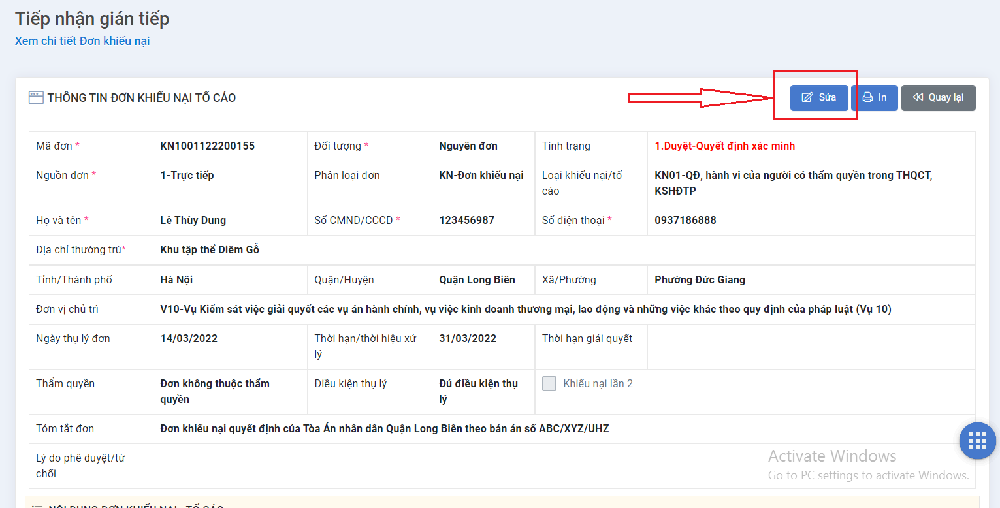 Tiếp nhận gián tiếp
Xem chi tiết Đơn khiếu nại
THÔNG TIN ĐƠN KHIẾU NẠI TỐ CÁO
Sửa
In
Quay lại
Mã đơn *
KN1001122200155
Đối tượng *
Nguyên đơn
Tình trạng
1.Duyệt-Quyết định xác minh
Nguồn đơn *
1-Trực tiếp
Phân loại đơn
KN-Đơn khiếu nại
Loại khiếu nại/tố
cáo
KN01-QĐ, hành vi của người có thẩm quyền trong THQCT,
KSHĐTP
Họ và tên *
Lê Thùy Dung
Số CMND/CCCD *
123456987
Số điện thoại *
0937186888
Địa chỉ thường trú*
Khu tập thể Diêm Gỗ
Tỉnh/Thành phố
Hà Nội
Quận/Huyện
Quận Long Biên
Xã/Phường
Phường Đức Giang
Đơn vị chủ trì
V10-Vụ Kiểm sát việc giải quyết các vụ án hành chính, vụ việc kinh doanh thương mại, lao động và những việc khác theo quy định của pháp luật (Vụ 10)
Ngày thụ lý đơn
14/03/2022
Thời hạn/thời hiệu xử
lý
31/03/2022
Thời hạn giải quyết
Thẩm quyền
Đơn không thuộc thẩm
quyền
Điều kiện thụ lý
Đủ điều kiện thụ
lý
Khiếu nại lần 2
Tóm tắt đơn
Đơn khiếu nại quyết định của Tòa Án nhân dân Quận Long Biên theo bản án số ABC/XYZ/UHZ
Lý do phê duyệt/từ
chối
Activate Windows
Go to PC settings to activate Windows.
NỘI DUNG ĐƠN KHIẾU NẠI - TỐ CÁO